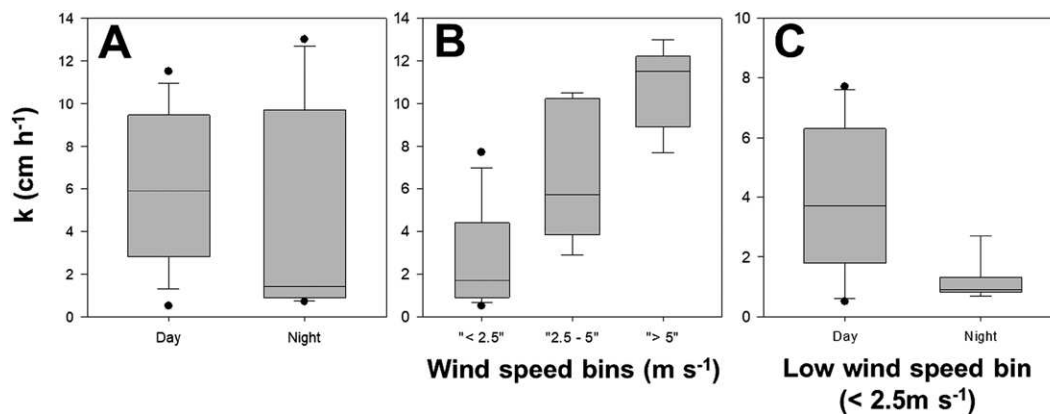 A
B
C
k (cm h-1)
14
12
10
8
6
4
2
0
Day
Night
14
12
10
8
6
4
2
0
"< 2.5"
"2.5 - 5"
"> 5"
Wind speed bins (m s-1)
10
8
6
4
2
0
Day
Night
Low wind speed bin
(< 2.5m s-1)